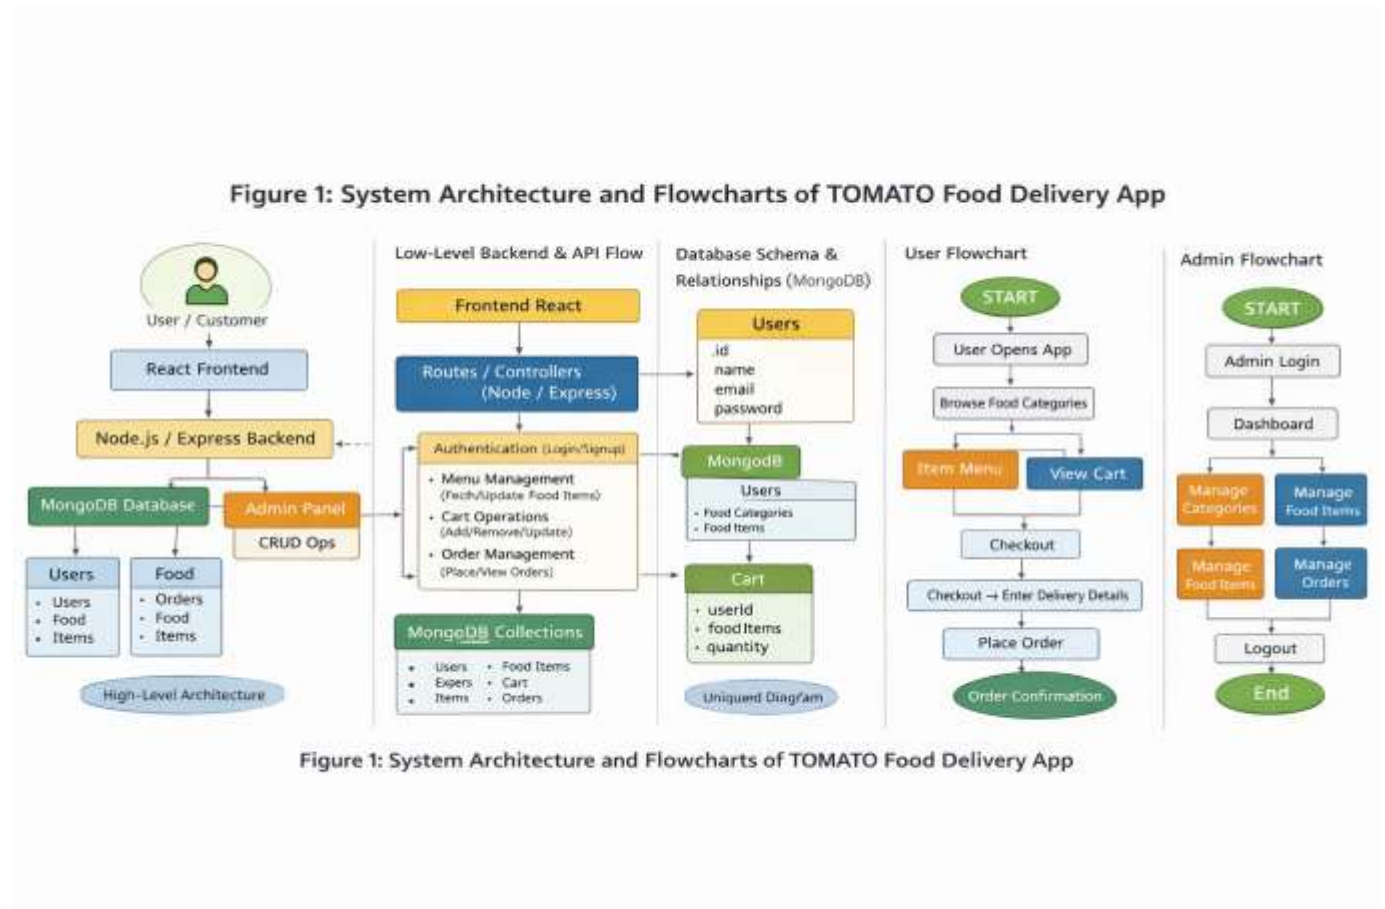 Figure 1: System Architecture and Flowcharts of TOMATO Food Delivery App
User / Customer
React Frontend
Node.js / Express Backend
MongoDB Database
Admin Panel
CRUD Ops
Users
• Users
• Food
• Items
Food
• Orders
• Food
• Items
High-Level Architecture
Low-Level Backend & API Flow
Frontend React
Routes / Controllers
(Node / Express)
Authentication (Login/Signup)
• Menu Management
(Fecth/Update Food Items)
• Cart Operations
(Add/Remove/Update)
• Order Management
(Place/View Orders)
MongoDB Collections
• Users • Food Items
• Expers • Cart
• Items • Orders
Database Schema &
Relationships (MongoDB)
Users
.id
name
email
password
MongodB
Users
• Food Categories
• Food Items
Cart
• userId
• food Items
• quantity
Uniqued Diagram
User Flowchart
START
User Opens App
Browse Food Categories
Item Menu
View Cart
Checkout
Checkout → Enter Delivery Details
Place Order
Order Confirmation
Admin Flowchart
START
Admin Login
Dashboard
Manage
Categories
Manage
Food Items
Manage
Food Items
Manage
Orders
Logout
End
Figure 1: System Architecture and Flowcharts of TOMATO Food Delivery App